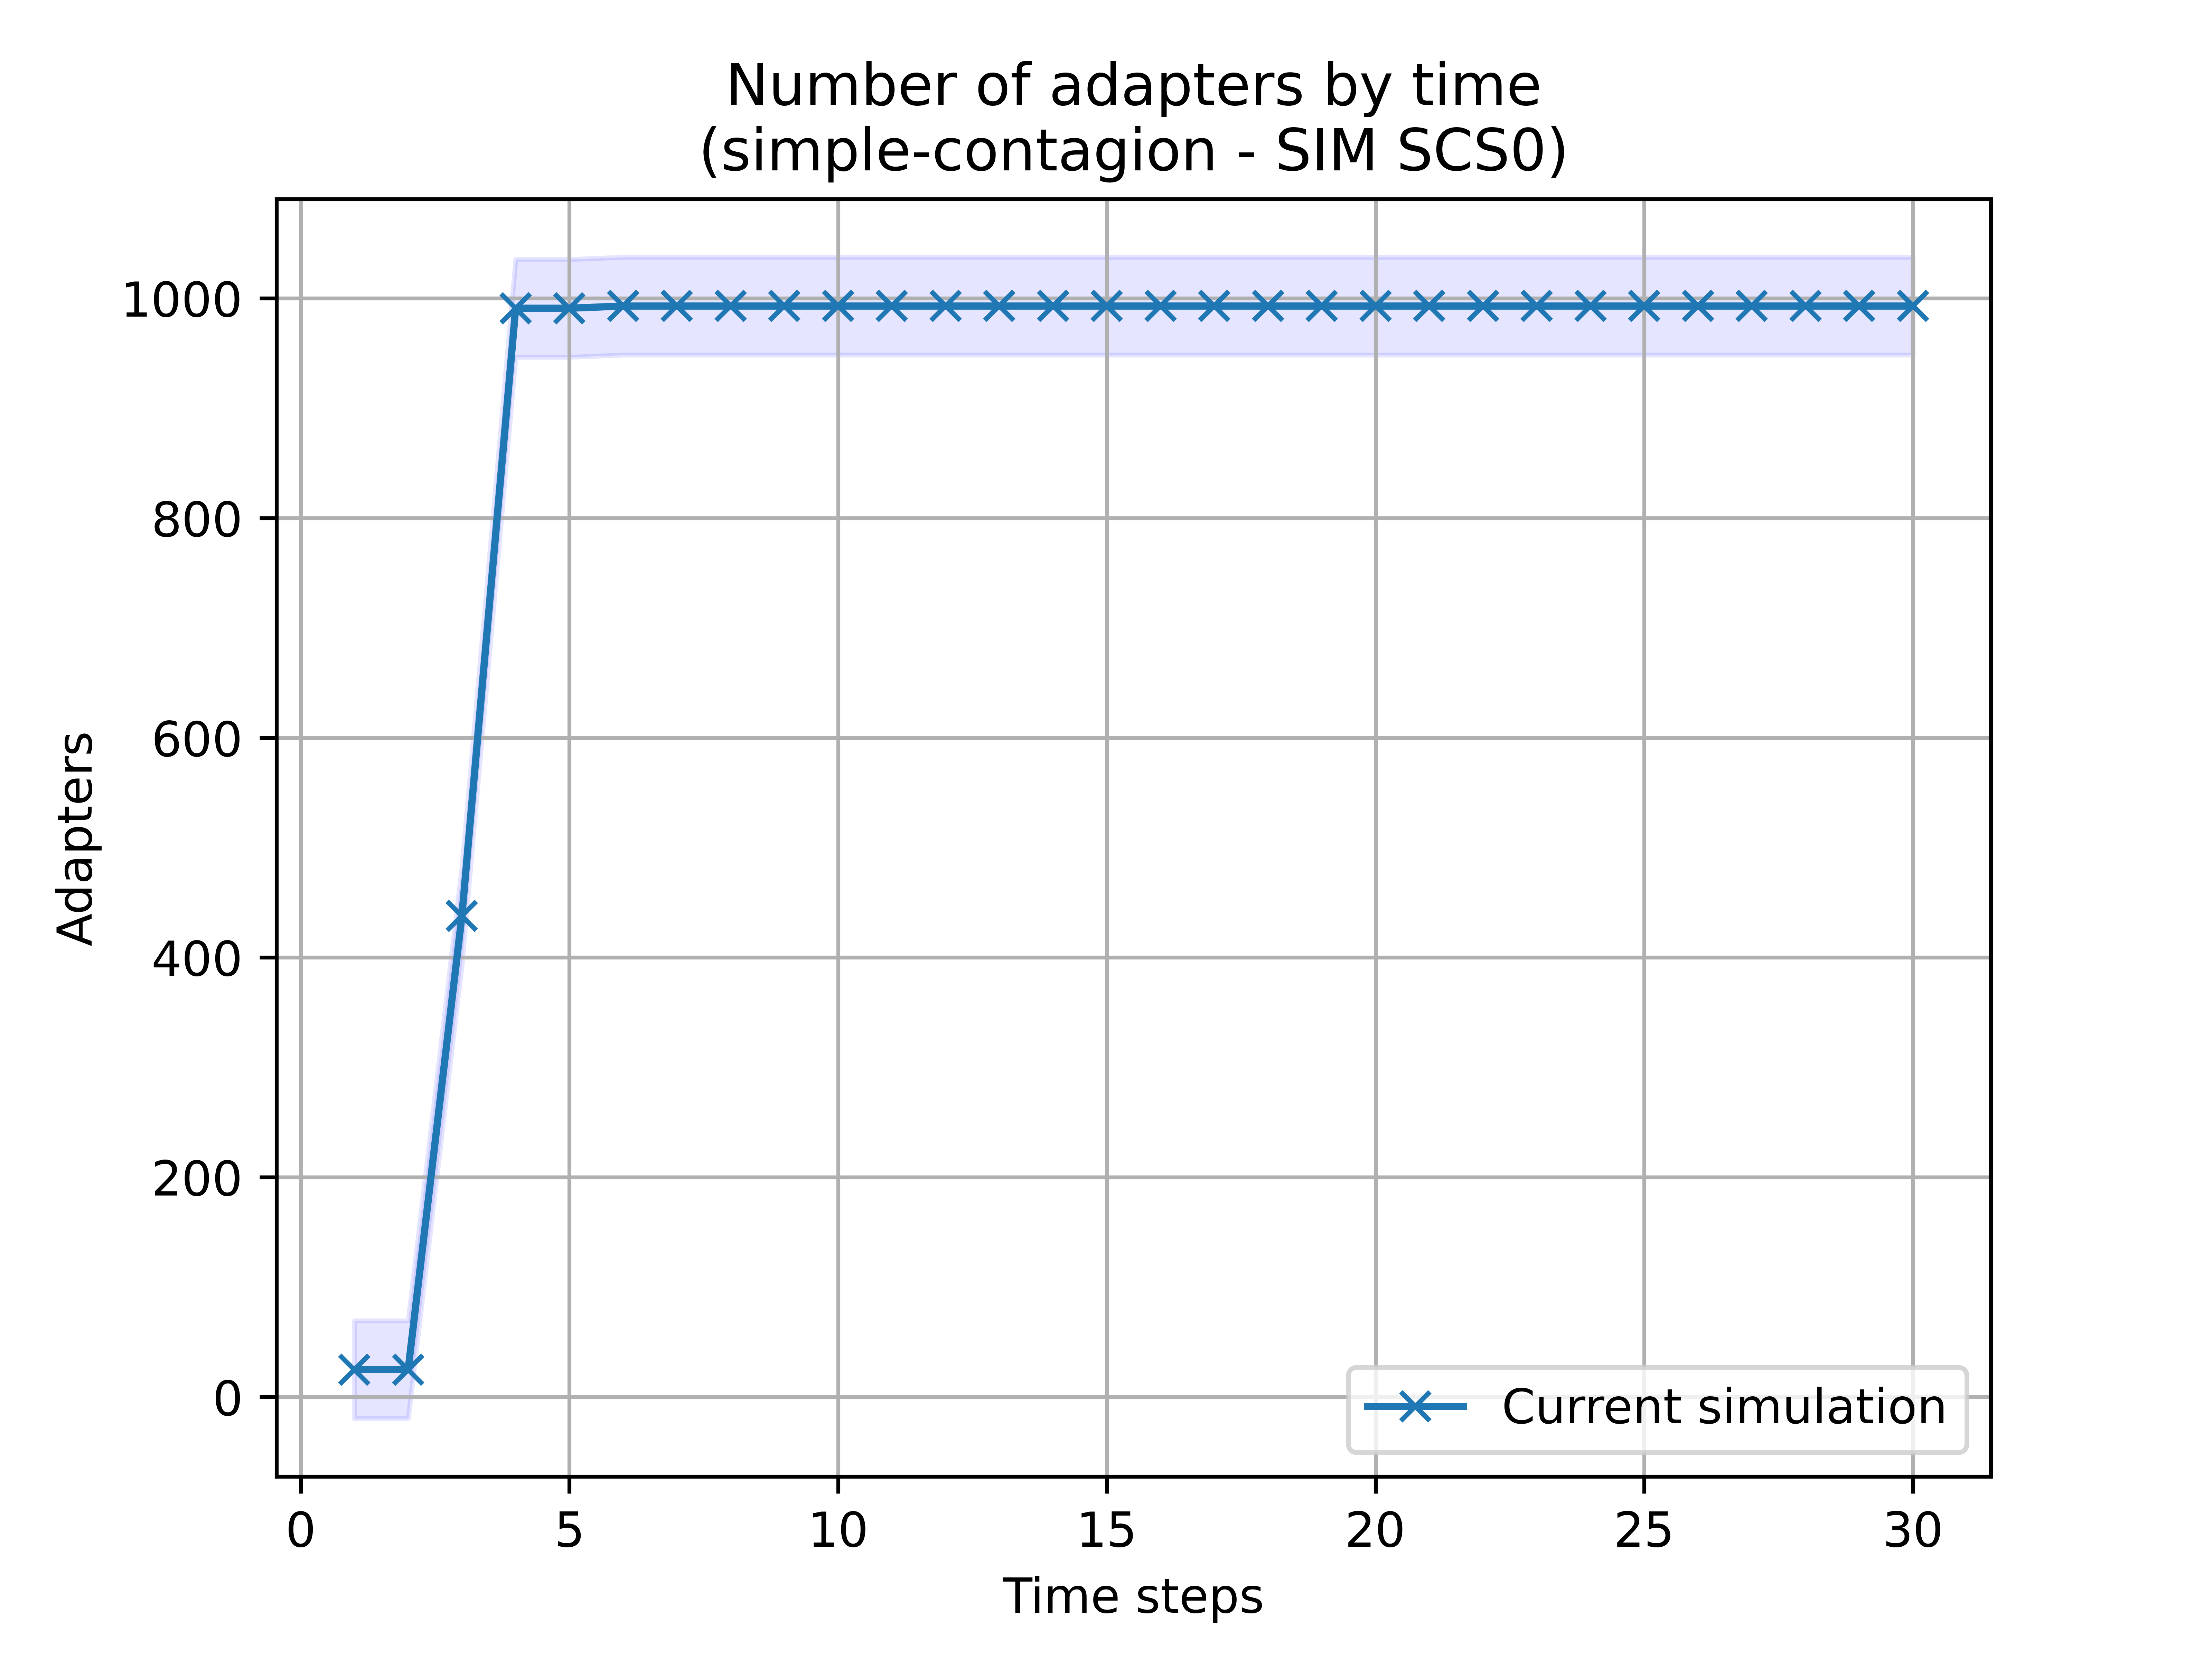 Number of adapters by time
(simple-contagion - SIM SCS0)
1000
800
600
400
200
0
Adapters
Current simulation
0 5 10 15 20 25 30
Time steps